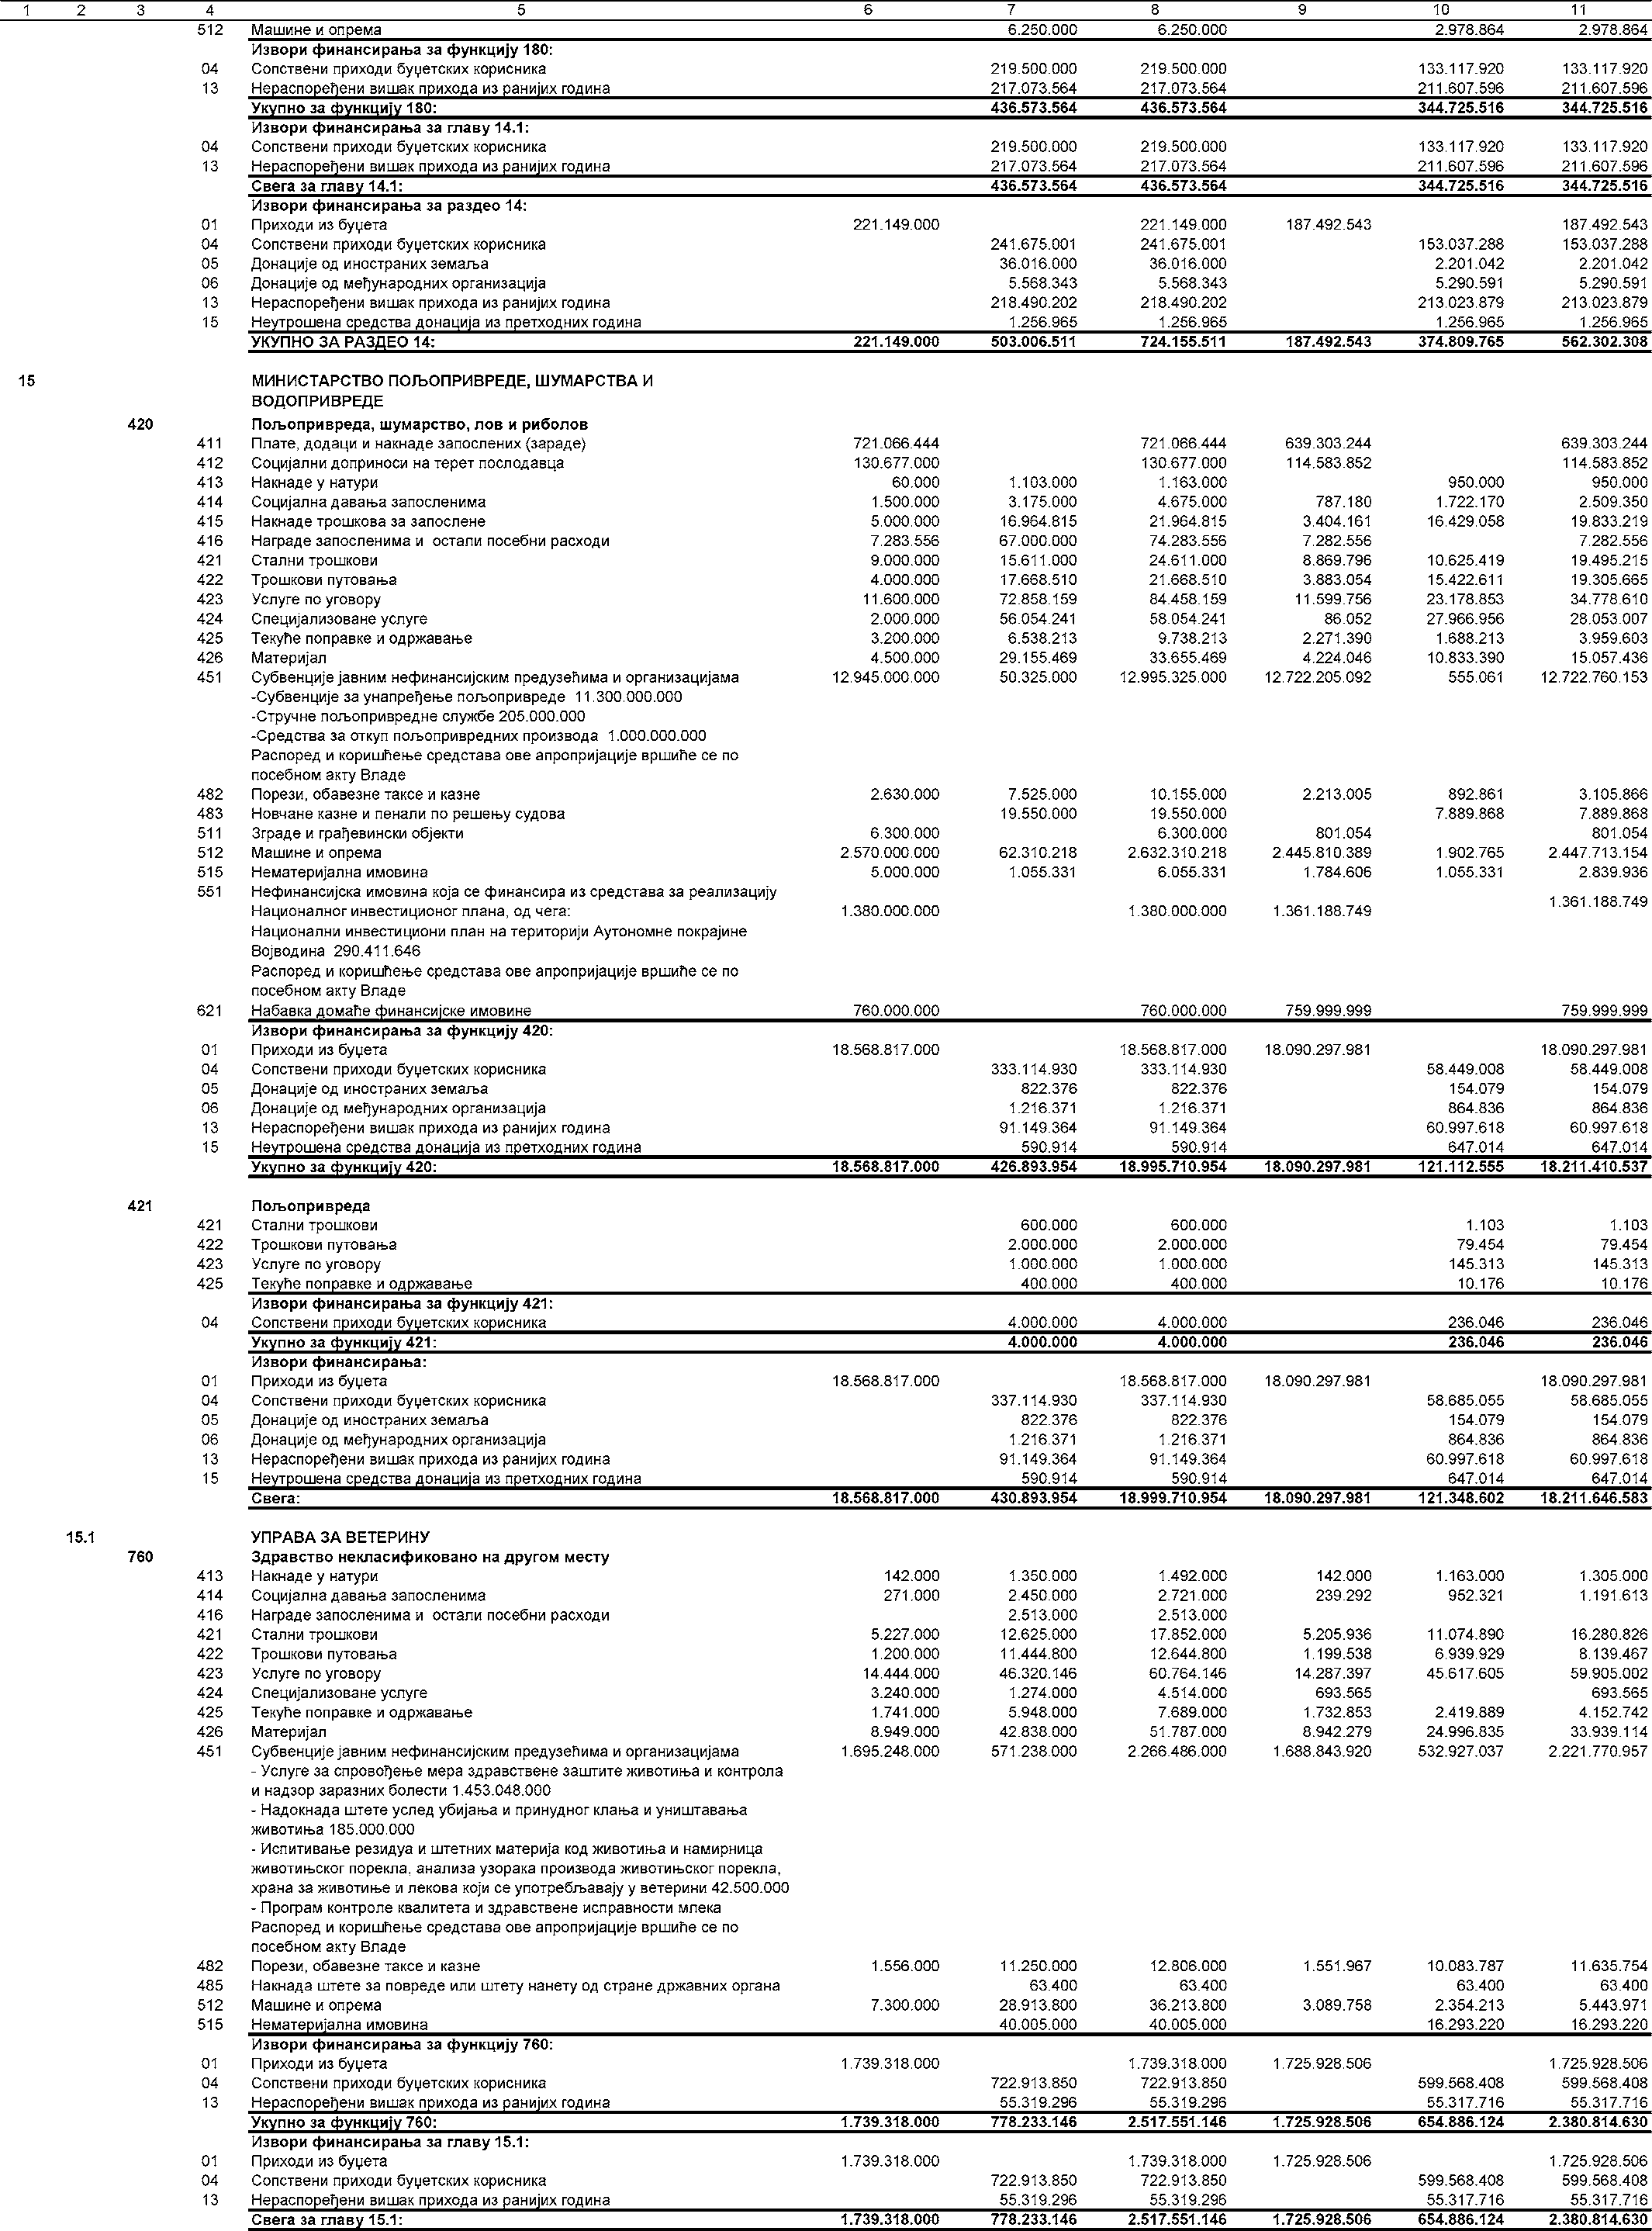 1 2 3 4 5 6 7 8 9 10 11
512 Машине и опрема 6.250.000 6.250.000 2.978.864 2.978.864
Извори финансирања за функцију 180:
04 Сопствени приходи буџетских корисника 219.500.000 219.500.000 133.117.920 133.117.920
13 Нераспоређени вишак прихода из ранијих година 217.073.564 217.073.564 211.607.596 211.607.596
Укупно за функцију 180: 436.573.564 436.573.564 344.725.516 344.725.516
Извори финансирања за главу 14.1:
04 Сопствени приходи буџетских корисника 219.500.000 219.500.000 133.117.920 133.117.920
13 Нераспоређени вишак прихода из ранијих година 217.073.564 217.073.564 211.607.596 211.607.596
Свега за главу 14.1: 436.573.564 436.573.564 344.725.516 344.725.516
Извори финансирања за раздео 14:
01 Приходи из буџета 221.149.000 221.149.000 187.492.543 187.492.543
04 Сопствени приходи буџетских корисника 241.675.001 241.675.001 153.037.288 153.037.288
05 Донације од иностраних земаља 36.016.000 36.016.000 2.201.042 2.201.042
06 Донације од међународних организација 5.568.343 5.568.343 5.290.591 5.290.591
13 Нераспоређени вишак прихода из ранијих година 218.490.202 218.490.202 213.023.879 213.023.879
15 Неутрошена средства донација из претходних година 1.256.965 1.256.965 1.256.965 1.256.965
УКУПНО ЗА РАЗДЕО 14: 221.149.000 503.006.511 724.155.511 187.492.543 374.809.765 562.302.308
15 МИНИСТАРСТВО ПОЉОПРИВРЕДЕ, ШУМАРСТВА И
ВОДОПРИВРЕДЕ
420 Пољопривреда, шумарство, лов и риболов
411 Плате, додаци и накнаде запослених (зараде) 721.066.444 721.066.444 639.303.244 639.303.244
412 Социјални доприноси на терет послодавца 130.677.000 130.677.000 114.583.852 114.583.852
413 Накнаде у натури 60.000 1.103.000 1.163.000 950.000 950.000
414 Социјална давања запосленима 1.500.000 3.175.000 4.675.000 787.180 1.722.170 2.509.350
415 Накнаде трошкова за запослене 5.000.000 16.964.815 21.964.815 3.404.161 16.429.058 19.833.219
416 Награде запосленима и остали посебни расходи 7.283.556 67.000.000 74.283.556 7.282.556 7.282.556
421 Стални трошкови 9.000.000 15.611.000 24.611.000 8.869.796 10.625.419 19.495.215
422 Трошкови путовања 4.000.000 17.668.510 21.668.510 3.883.054 15.422.611 19.305.665
423 Услуге по уговору 11.600.000 72.858.159 84.458.159 11.599.756 23.178.853 34.778.610
424 Специјализоване услуге 2.000.000 56.054.241 58.054.241 86.052 27.966.956 28.053.007
425 Текуће поправке и одржавање 3.200.000 6.538.213 9.738.213 2.271.390 1.688.213 3.959.603
426 Материјал 4.500.000 29.155.469 33.655.469 4.224.046 10.833.390 15.057.436
451 Субвенције јавним нефинансијским предузећима и организацијама 12.945.000.000 50.325.000 12.995.325.000 12.722.205.092 555.061 12.722.760.153
-Субвенције за унапређење пољопривреде 11.300.000.000
-Стручне пољопривредне службе 205.000.000
-Средства за откуп пољопривредних производа 1.000.000.000
Распоред и коришћење средстава ове апропријације вршиће се по
посебном акту Владе
482 Порези, обавезне таксе и казне 2.630.000 7.525.000 10.155.000 2.213.005 892.861 3.105.866
483 Новчане казне и пенали по решењу судова 19.550.000 19.550.000 7.889.868 7.889.868
511 Зграде и грађевински објекти 6.300.000 6.300.000 801.054 801.054
512 Машине и опрема 2.570.000.000 62.310.218 2.632.310.218 2.445.810.389 1.902.765 2.447.713.154
515 Нематеријална имовина 5.000.000 1.055.331 6.055.331 1.784.606 1.055.331 2.839.936
551 Нефинансијска имовина која се финансира из средстава за реализацију
Националног инвестиционог плана, од чега: 1.380.000.000 1.380.000.000 1.361.188.749 1.361.188.749
Национални инвестициони план на територији Аутономне покрајине
Војводина 290.411.646
Распоред и коришћење средстава ове апропријације вршиће се по
посебном акту Владе
621 Набавка домаће финансијске имовине 760.000.000 760.000.000 759.999.999 759.999.999
Извори финансирања за функцију 420:
01 Приходи из буџета 18.568.817.000 18.568.817.000 18.090.297.981 18.090.297.981
04 Сопствени приходи буџетских корисника 333.114.930 333.114.930 58.449.008 58.449.008
05 Донације од иностраних земаља 822.376 822.376 154.079 154.079
06 Донације од међународних организација 1.216.371 1.216.371 864.836 864.836
13 Нераспоређени вишак прихода из ранијих година 91.149.364 91.149.364 60.997.618 60.997.618
15 Неутрошена средства донација из претходних година 590.914 590.914 647.014 647.014
Укупно за функцију 420: 18.568.817.000 426.893.954 18.995.710.954 18.090.297.981 121.112.555 18.211.410.537
421 Пољопривреда
421 Стални трошкови 600.000 600.000 1.103 1.103
422 Трошкови путовања 2.000.000 2.000.000 79.454 79.454
423 Услуге по уговору 1.000.000 1.000.000 145.313 145.313
425 Текуће поправке и одржавање 400.000 400.000 10.176 10.176
Извори финансирања за функцију 421:
04 Сопствени приходи буџетских корисника 4.000.000 4.000.000 236.046 236.046
Укупно за функцију 421: 4.000.000 4.000.000 236.046 236.046
Извори финансирања:
01 Приходи из буџета 18.568.817.000 18.568.817.000 18.090.297.981 18.090.297.981
04 Сопствени приходи буџетских корисника 337.114.930 337.114.930 58.685.055 58.685.055
05 Донације од иностраних земаља 822.376 822.376 154.079 154.079
06 Донације од међународних организација 1.216.371 1.216.371 864.836 864.836
13 Нераспоређени вишак прихода из ранијих година 91.149.364 91.149.364 60.997.618 60.997.618
15 Неутрошена средства донација из претходних година 590.914 590.914 647.014 647.014
Свега: 18.568.817.000 430.893.954 18.999.710.954 18.090.297.981 121.348.602 18.211.646.583
15.1 УПРАВА ЗА ВЕТЕРИНУ
760 Здравство некласификовано на другом месту
413 Накнаде у натури 142.000 1.350.000 1.492.000 142.000 1.163.000 1.305.000
414 Социјална давања запосленима 271.000 2.450.000 2.721.000 239.292 952.321 1.191.613
416 Награде запосленима и остали посебни расходи 2.513.000 2.513.000
421 Стални трошкови 5.227.000 12.625.000 17.852.000 5.205.936 11.074.890 16.280.826
422 Трошкови путовања 1.200.000 11.444.800 12.644.800 1.199.538 6.939.929 8.139.467
423 Услуге по уговору 14.444.000 46.320.146 60.764.146 14.287.397 45.617.605 59.905.002
424 Специјализоване услуге 3.240.000 1.274.000 4.514.000 693.565 693.565
425 Текуће поправке и одржавање 1.741.000 5.948.000 7.689.000 1.732.853 2.419.889 4.152.742
426 Материјал 8.949.000 42.838.000 51.787.000 8.942.279 24.996.835 33.939.114
451 Субвенције јавним нефинансијским предузећима и организацијама 1.695.248.000 571.238.000 2.266.486.000 1.688.843.920 532.927.037 2.221.770.957
- Услуге за спровођење мера здравствене заштите животиња и контрола
и надзор заразних болести 1.453.048.000
- Надокнада штете услед убијања и принудног клања и уништавања
животиња 185.000.000
- Испитивање резидуа и штетних материја код животиња и намирница
животињског порекла, анализа узорака производа животињског порекла,
храна за животиње и лекова који се употребљавају у ветерини 42.500.000
- Програм контроле квалитета и здравствене исправности млека
Распоред и коришћење средстава ове апропријације вршиће се по
посебном акту Владе
482 Порези, обавезне таксе и казне 1.556.000 11.250.000 12.806.000 1.551.967 10.083.787 11.635.754
485 Накнада штете за повреде или штету нанету од стране државних органа 63.400 63.400 63.400 63.400
512 Машине и опрема 7.300.000 28.913.800 36.213.800 3.089.758 2.354.213 5.443.971
515 Нематеријална имовина 40.005.000 40.005.000 16.293.220 16.293.220
Извори финансирања за функцију 760:
01 Приходи из буџета 1.739.318.000 1.739.318.000 1.725.928.506 1.725.928.506
04 Сопствени приходи буџетских корисника 722.913.850 722.913.850 599.568.408 599.568.408
13 Нераспоређени вишак прихода из ранијих година 55.319.296 55.319.296 55.317.716 55.317.716
Укупно за функцију 760: 1.739.318.000 778.233.146 2.517.551.146 1.725.928.506 654.886.124 2.380.814.630
Извори финансирања за главу 15.1:
01 Приходи из буџета 1.739.318.000 1.739.318.000 1.725.928.506 1.725.928.506
04 Сопствени приходи буџетских корисника 722.913.850 722.913.850 599.568.408 599.568.408
13 Нераспоређени вишак прихода из ранијих година 55.319.296 55.319.296 55.317.716 55.317.716
Свега за главу 15.1: 1.739.318.000 778.233.146 2.517.551.146 1.725.928.506 654.886.124 2.380.814.630